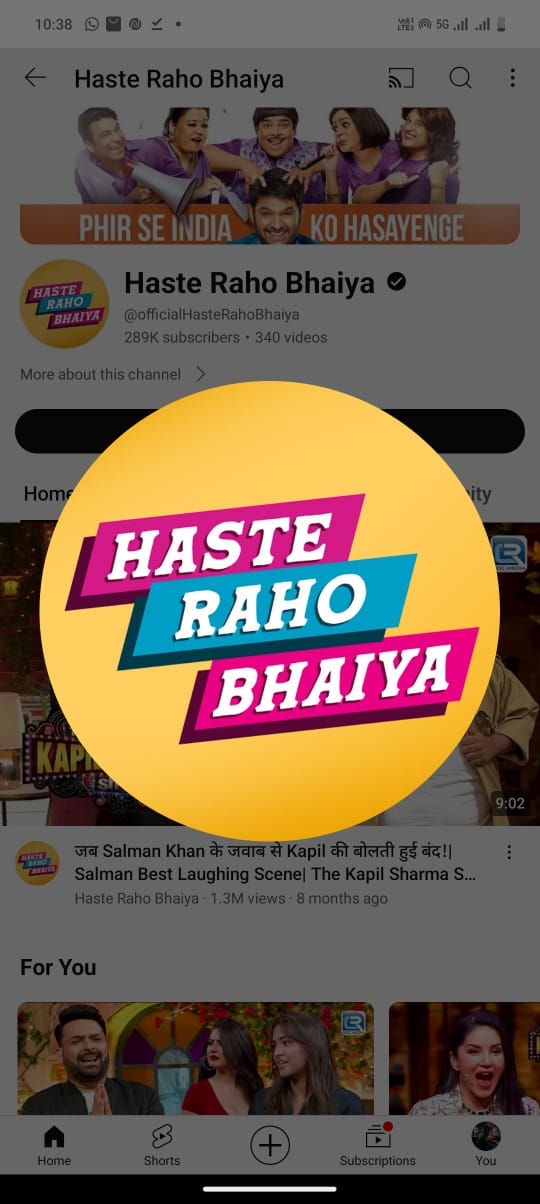 10:38
Vo1
LTE2
5G
Haste Raho Bhaiya
PHIR SE INDIA KO HASAYENGE
HASTE
RAHO
BHAIYA
Haste Raho Bhaiya
@officialHasteRahoBhaiya
289K subscribers • 340 videos
More about this channel
Home
ity
HASTE
RAHO
BHAIYA
KAPI
Sh
9:02
HASTE
RAHO
BHAIYA
जब Salman Khan के जवाब से Kapil की बोलती हुई बंद!|
Salman Best Laughing Scene| The Kapil Sharma S...
Haste Raho Bhaiya · 1.3M views · 8 months ago
For You
Home
Shorts
Subscriptions
You